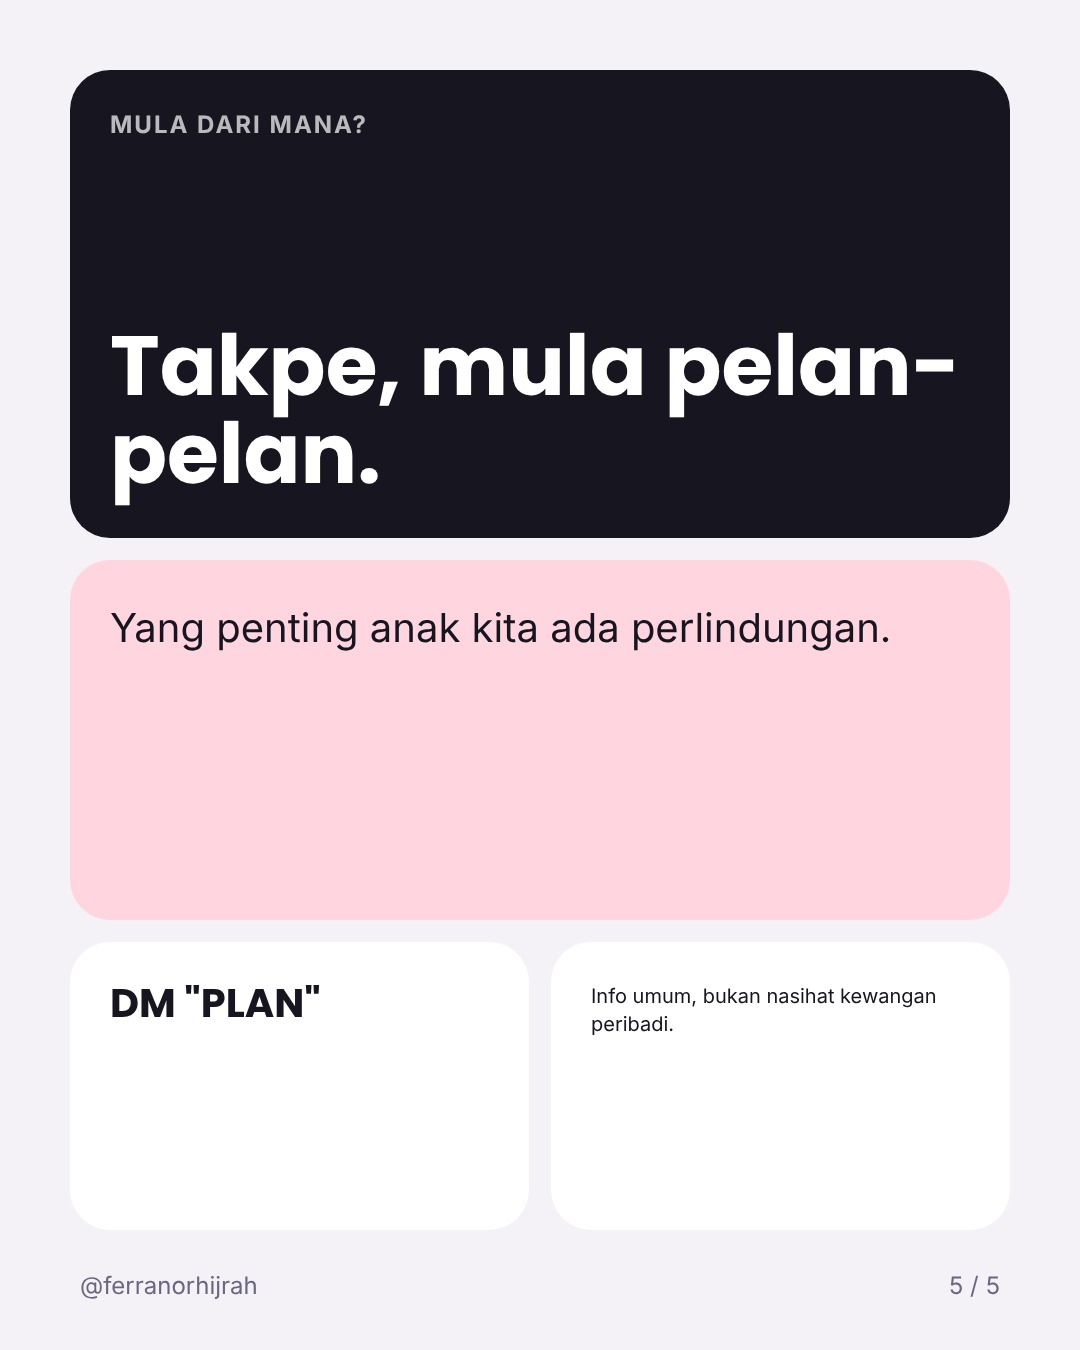 MULA DARI MANA?
Takpe, mula pelan-
pelan.
Yang penting anak kita ada perlindungan.
DM "PLAN"
Info umum, bukan nasihat kewangan
peribadi.
@ferranorhijrah
5 / 5